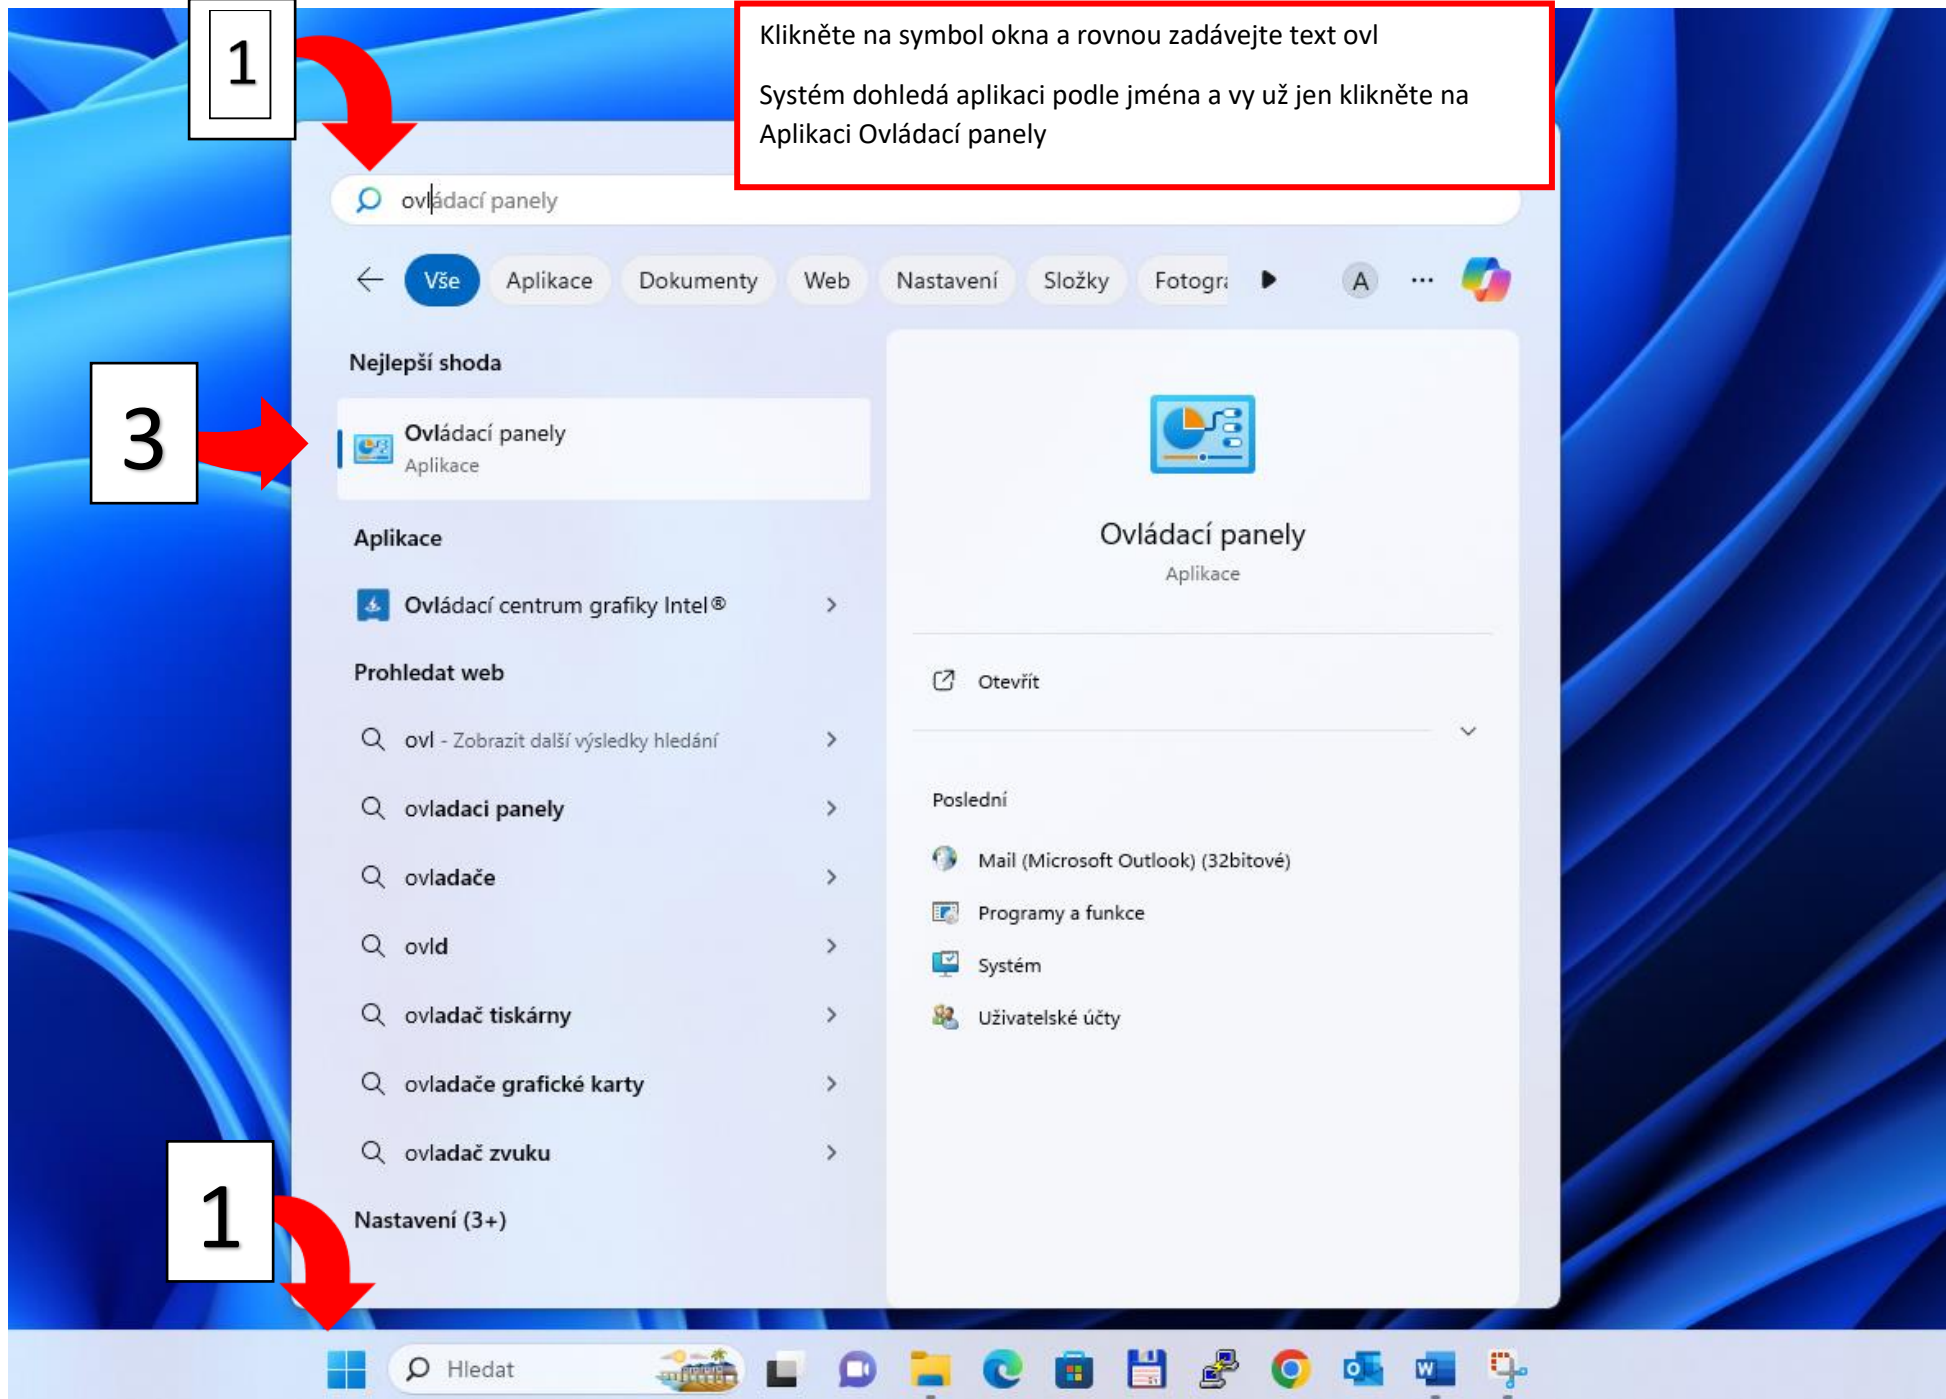 1
Klikněte na symbol okna a rovnou zadávejte text ovl
Systém dohledá aplikaci podle jména a vy už jen klikněte na
Aplikaci Ovládací panely
ovládací panely
Vše
Aplikace
Dokumenty
Web
Nastavení
Složky
Fotogra
A
Nejlepší shoda
3
Ovládací panely
Aplikace
Aplikace
Ovládací centrum grafiky Intel®
Prohledat web
ovl - Zobrazit další výsledky hledání
ovladaci panely
ovladače
ovld
ovladač tiskárny
ovladače grafické karty
ovladač zvuku
Nastavení (3+)
Ovládací panely
Aplikace
Otevřít
Poslední
Mail (Microsoft Outlook) (32bitové)
Programy a funkce
Systém
Uživatelské účty
1
Hledat